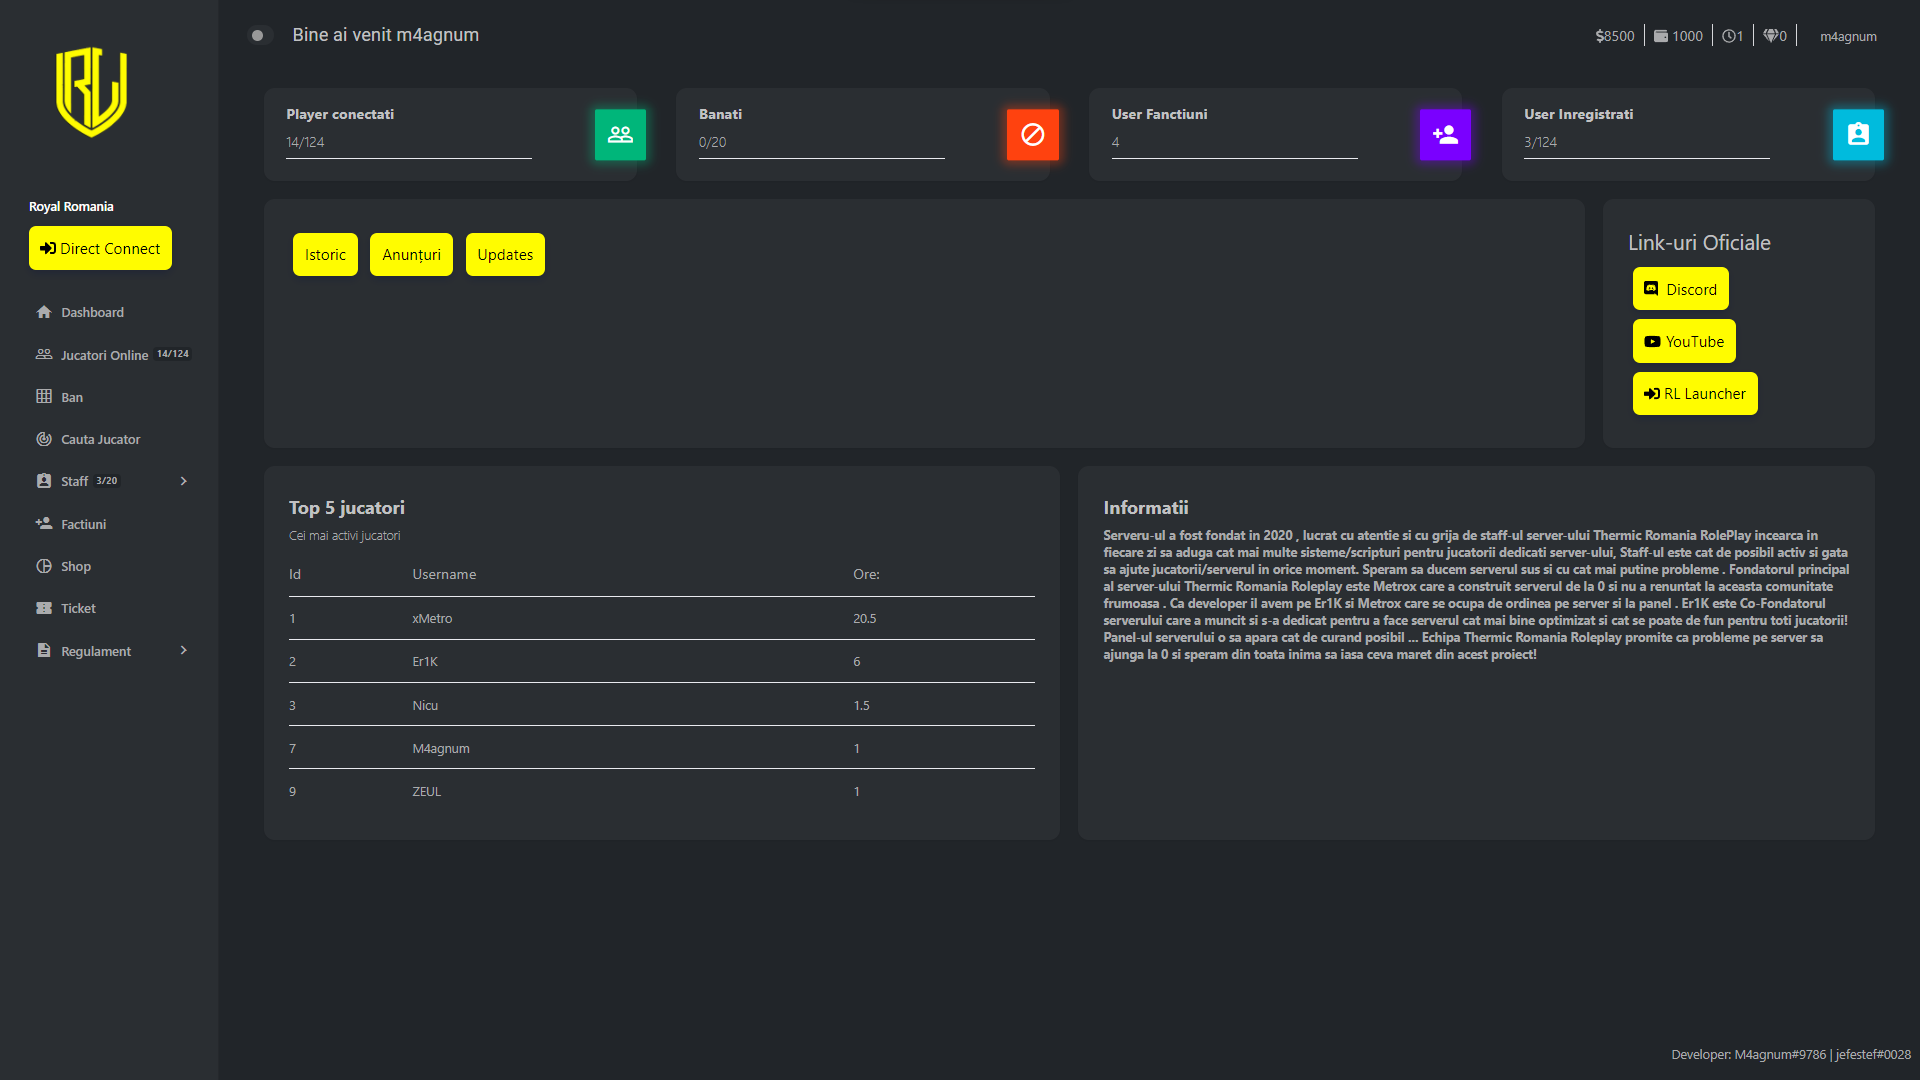 RL
Bine ai venit m4agnum
$8500
1000
1
0
m4agnum
Player conectati
14/124
Banati
0/20
User Fanctiuni
4
User Inregistrati
3/124
Royal Romania
Direct Connect
Dashboard
Jucatori Online 14/124
Ban
Cauta Jucator
Staff 3/20
Factiuni
Shop
Ticket
Regulament
Istoric
Anunțuri
Updates
Link-uri Oficiale
Discord
YouTube
RL Launcher
Top 5 jucatori
Cei mai activi jucatori
Id Username Ore:
1 xMetro 20.5
2 Er1K 6
3 Nicu 1.5
7 M4agnum 1
9 ZEUL 1
Informatii
Serveru-ul a fost fondat in 2020 , lucrat cu atentie si cu grija de staff-ul server-ului Thermic Romania RolePlay incearca in
fiecare zi sa aduga cat mai multe sisteme/scripturi pentru jucatorii dedicati server-ului, Staff-ul este cat de posibil activ si gata
sa ajute jucatorii/serverul in orice moment. Speram sa ducem serverul sus si cu cat mai putine probleme . Fondatorul principal
al server-ului Thermic Romania Roleplay este Metrox care a construit serverul de la 0 si nu a renuntat la aceasta comunitate
frumoasa . Ca developer il avem pe Er1K si Metrox care se ocupa de ordinea pe server si la panel . Er1K este Co-Fondatorul
serverului care a muncit si s-a dedicat pentru a face serverul cat mai bine optimizat si cat se poate de fun pentru toti jucatorii!
Panel-ul serverului o sa apara cat de curand posibil ... Echipa Thermic Romania Roleplay promite ca probleme pe server sa
ajunga la 0 si speram din toata inima sa iasa ceva maret din acest proiect!
Developer: M4agnum#9786 | jefestef#0028